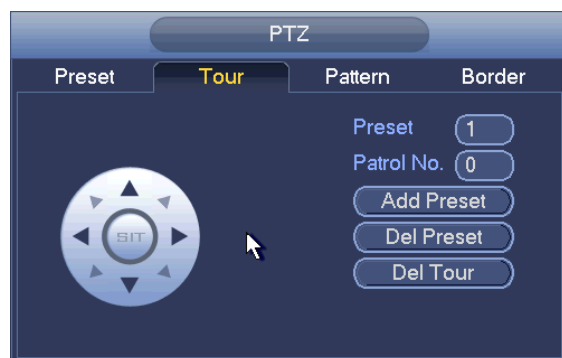 PTZ
Preset Tour Pattern Border
Preset 1
Patrol No. 0
Add Preset
SIT
Del Preset
Del Tour